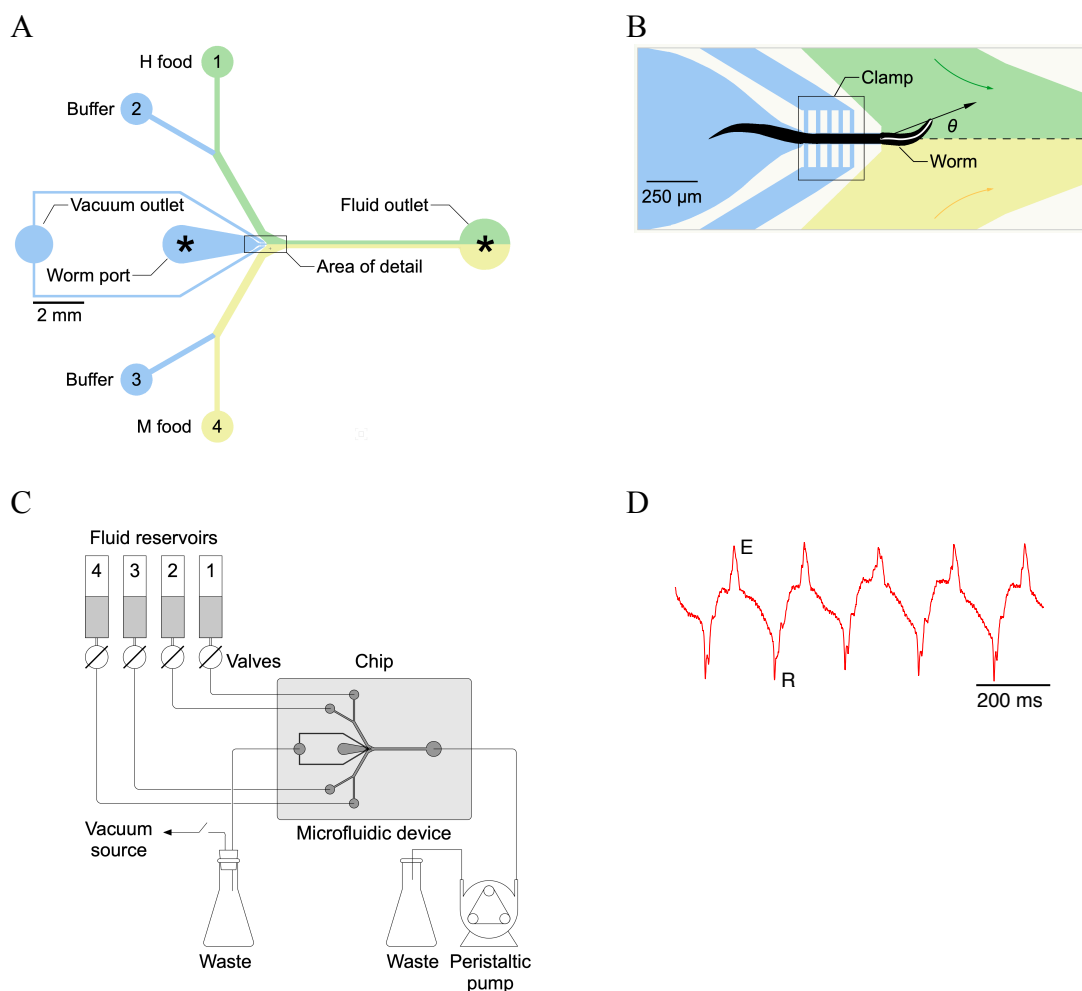 A
H food
1
Buffer
2
Vacuum outlet
Fluid outlet
*
*
Worm port
Area of detail
2 mm
Buffer
3
M food
4
B
Clamp
θ
Worm
250 µm
C
Fluid reservoirs
4
3
2
1
Valves
Chip
Vacuum
source
Microfluidic device
Waste
Waste
Peristaltic
pump
D
E
R
200 ms